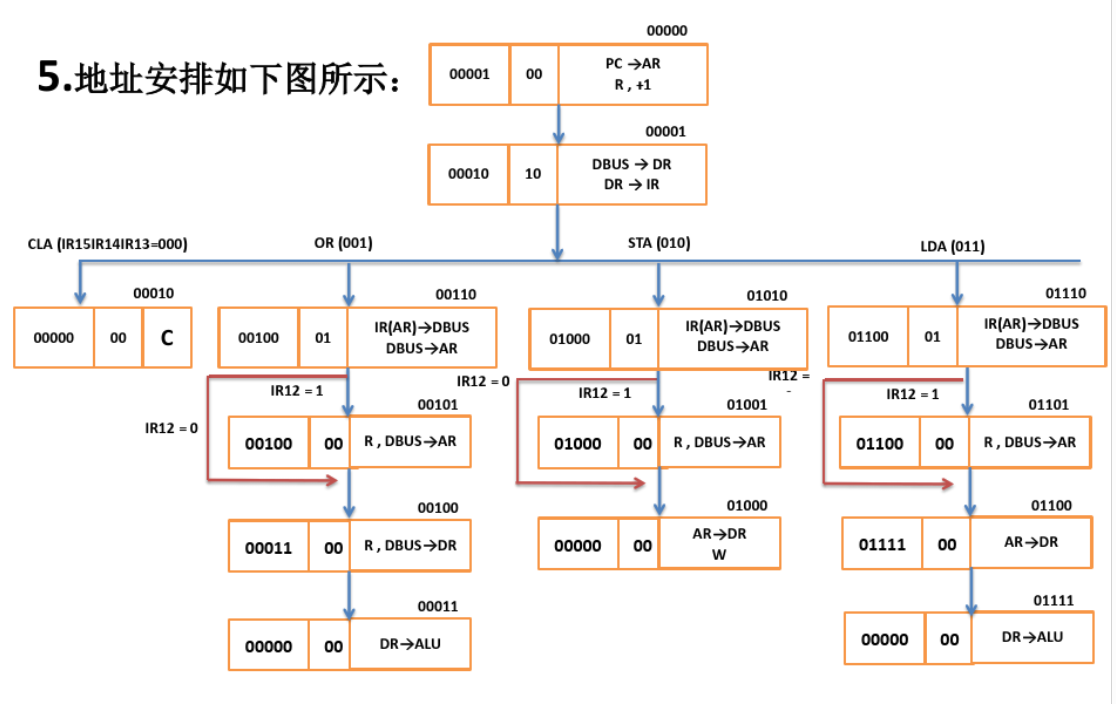 5.地址安排如下图所示：
00000
00001 00 PC →AR
R , +1
00001
00010 10 DBUS → DR
DR → IR
CLA (IR15IR14IR13=000)
OR (001)
STA (010)
LDA (011)
00010
00000 00 C
00110
00100 01 IR(AR)→DBUS
DBUS→AR
01010
01000 01 IR(AR)→DBUS
DBUS→AR
01110
01100 01 IR(AR)→DBUS
DBUS→AR
IR12 = 1
IR12 = 0
00101
00100 00 R , DBUS→AR
IR12 = 0
IR12 = 1
01001
01000 00 R , DBUS→AR
IR12 =
IR12 = 1
01101
01100 00 R , DBUS→AR
00100
00011 00 R , DBUS→DR
01000
00000 00 AR→DR
W
01100
01111 00 AR→DR
00011
00000 00 DR→ALU
01111
00000 00 DR→ALU